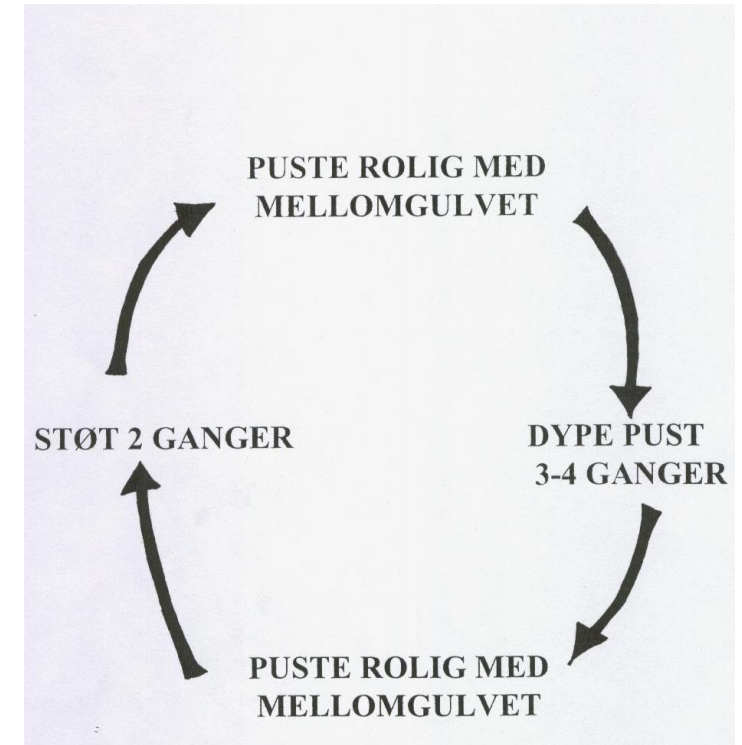 PUSTE ROLIG MED
MELLOMGULVET
DYPE PUST
3-4 GANGER
PUSTE ROLIG MED
MELLOMGULVET
STØT 2 GANGER